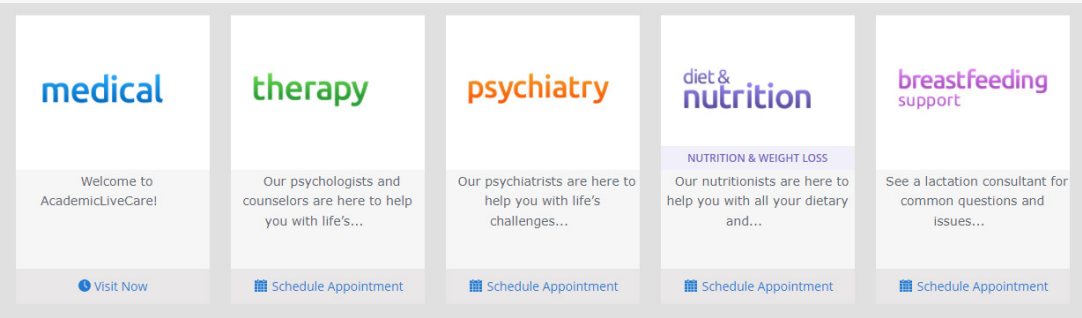 medical
Welcome to
AcademicLiveCare!
Visit Now
therapy
Our psychologists and
counselors are here to help
you with life’s...
Schedule Appointment
psychiatry
Our psychiatrists are here to
help you with life’s
challenges...
Schedule Appointment
diet &
nutrition
NUTRITION & WEIGHT LOSS
Our nutritionists are here to
help you with all your dietary
and...
Schedule Appointment
breastfeeding
support
See a lactation consultant for
common questions and
issues...
Schedule Appointment